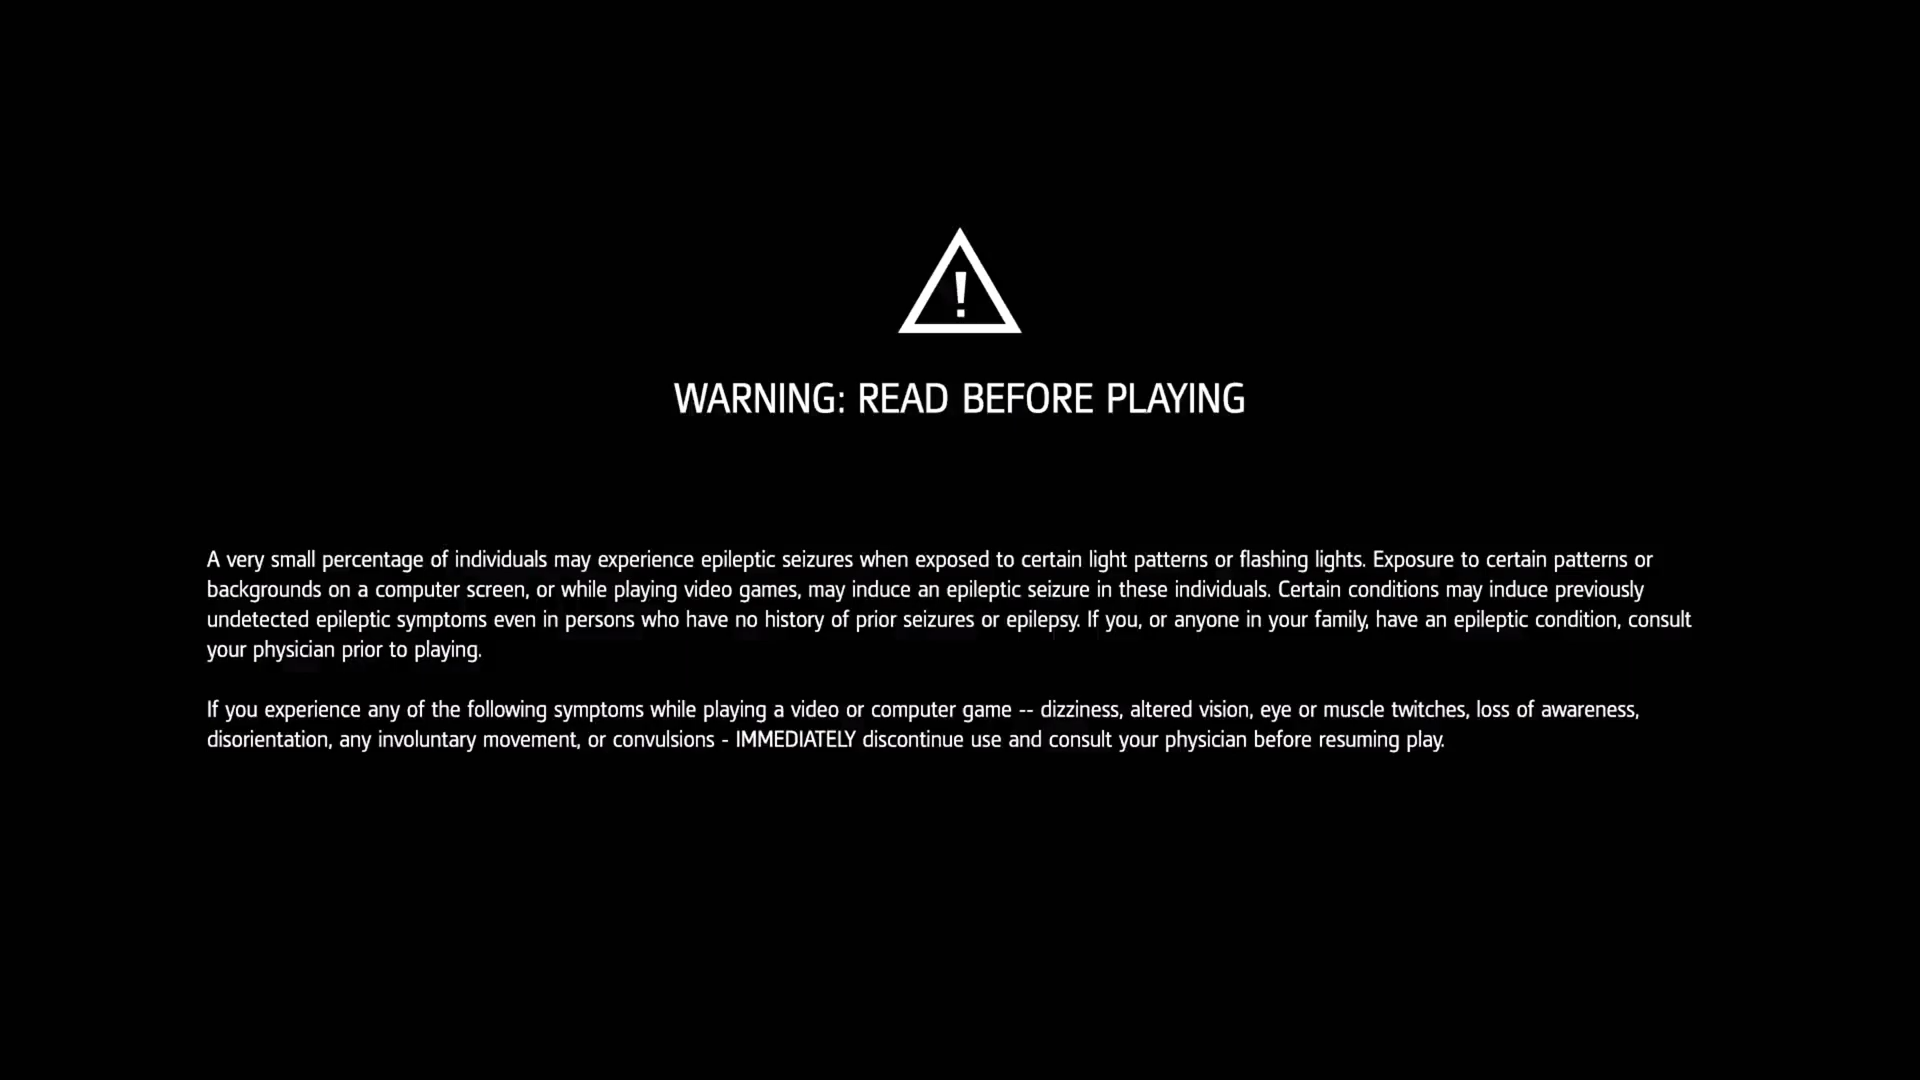 !
WARNING: READ BEFORE PLAYING
A very small percentage of individuals may experience epileptic seizures when exposed to certain light patterns or flashing lights. Exposure to certain patterns or
backgrounds on a computer screen, or while playing video games, may induce an epileptic seizure in these individuals. Certain conditions may induce previously
undetected epileptic symptoms even in persons who have no history of prior seizures or epilepsy. If you, or anyone in your family, have an epileptic condition, consult
your physician prior to playing.
If you experience any of the following symptoms while playing a video or computer game -- dizziness, altered vision, eye or muscle twitches, loss of awareness,
disorientation, any involuntary movement, or convulsions - IMMEDIATELY discontinue use and consult your physician before resuming play.